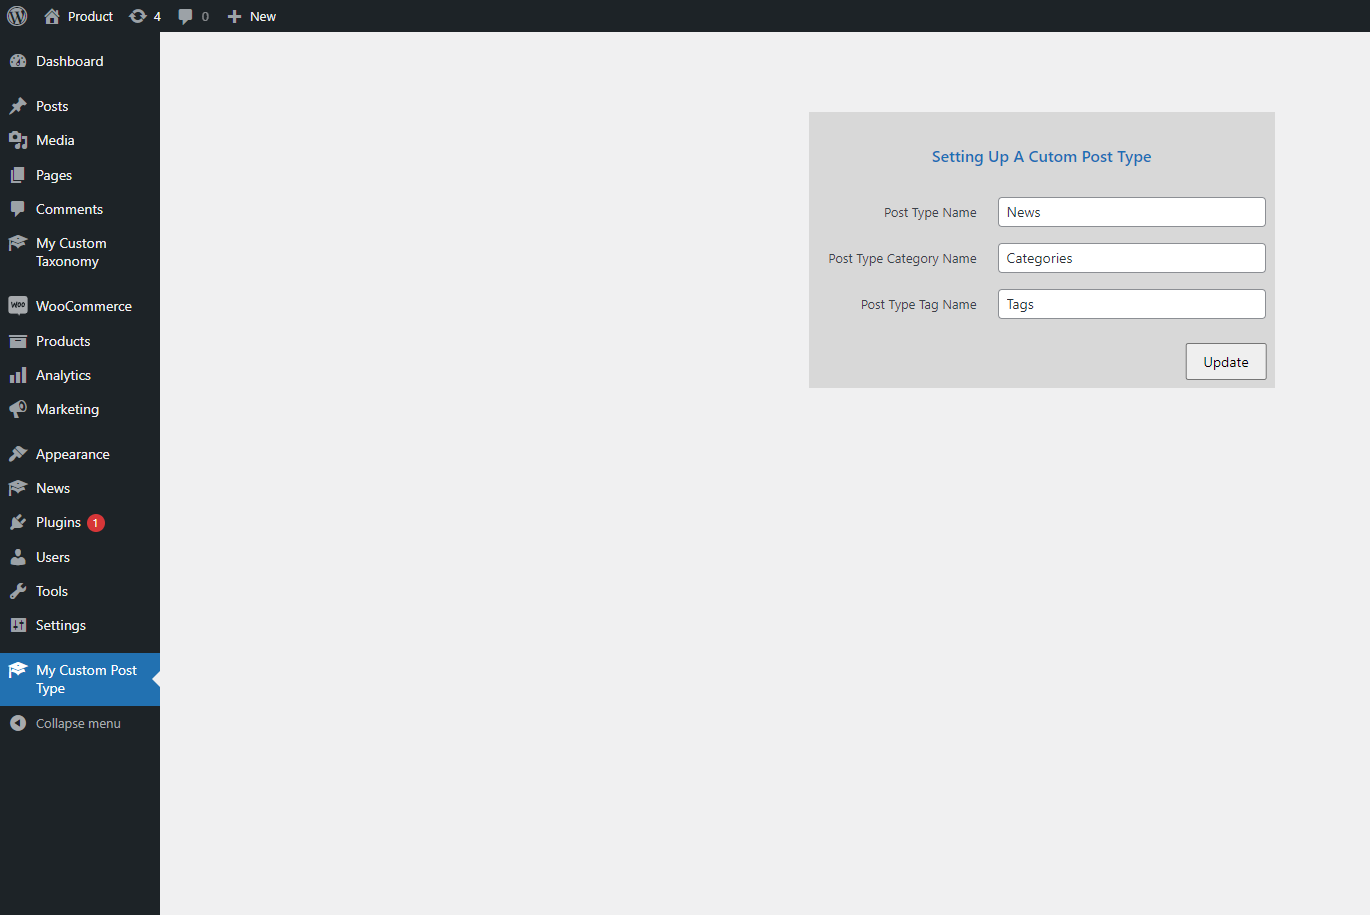 Product 4 0 New
Dashboard
Posts
Media
Pages
Comments
My Custom
Taxonomy
WOO WooCommerce
Products
Analytics
Marketing
Appearance
News
Plugins 1
Users
Tools
Settings
My Custom Post
Type
Collapse menu
Setting Up A Cutom Post Type
Post Type Name News
Post Type Category Name Categories
Post Type Tag Name Tags
Update